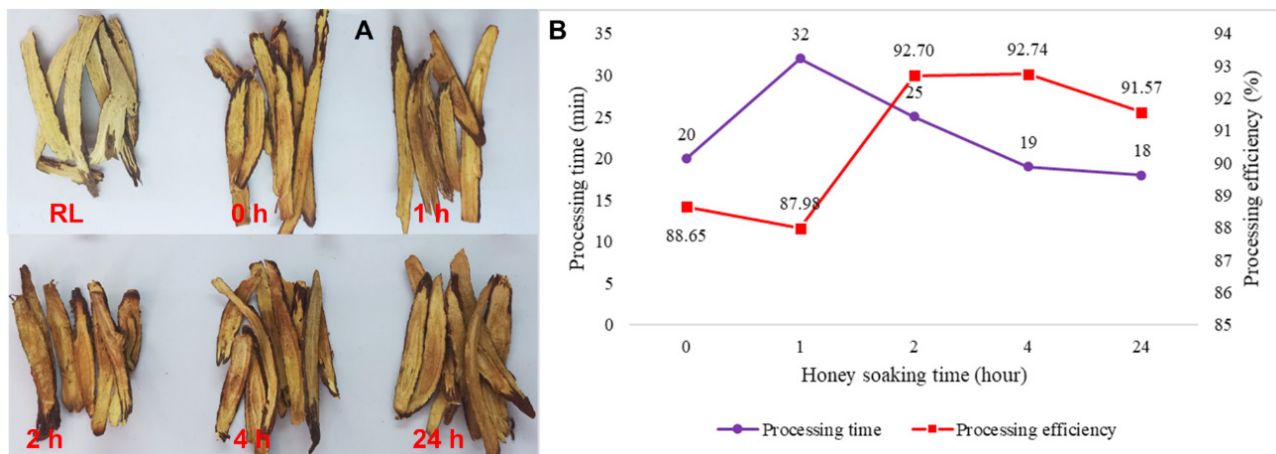 A
RL
0 h
1 h
2 h
4 h
24 h
B
Processing time (min)
35
30
25
20
15
10
5
0
94
93
92
91
90
89
88
87
86
85
Processing efficiency (%)
20
32
25
19
18
88.65
87.98
92.70
92.74
91.57
0 1 2 4 24
Honey soaking time (hour)
Processing time Processing efficiency